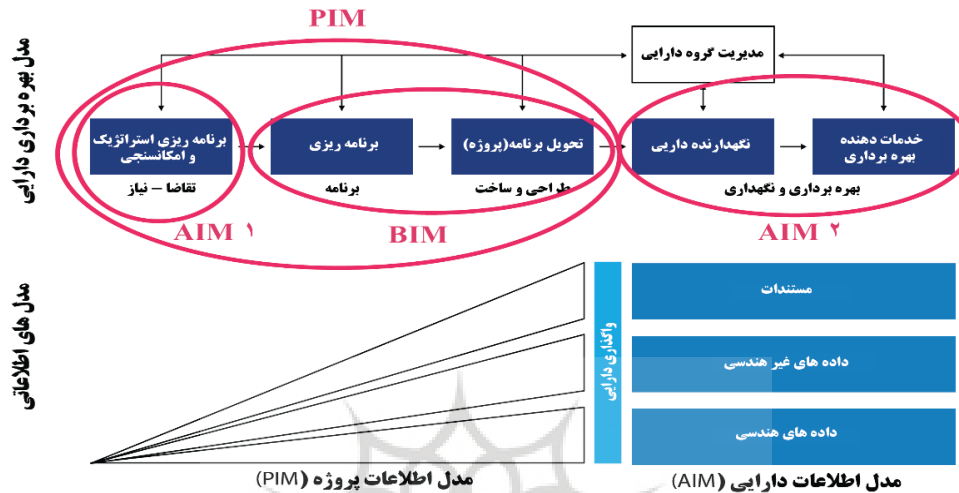 PIM
مدیریت گروه دارایی
مدل بهره برداری دارایی
برنامه ریزی استراتژیک
و امکانسنجی
برنامه ریزی
تحویل برنامه(پروژه)
نگهدارنده داریی
خدمات دهنده
بهره برداری
تقاضا – نیاز
برنامه
طراحی و ساخت
بهره برداری و نگهداری
AIM ۱
BIM
AIM ۲
مدل های اطلاعاتی
واگذاری دارایی
مستندات
داده های غیر هندسی
داده های هندسی
مدل اطلاعات پروژه (PIM)
مدل اطلاعات دارایی (AIM)